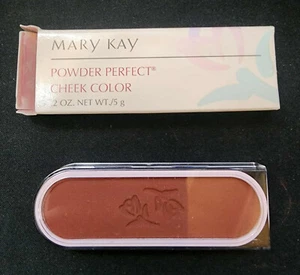 MARY KAY
POWDER PERFECT®
CHEEK COLOR
.2 OZ. NET WT./5 g